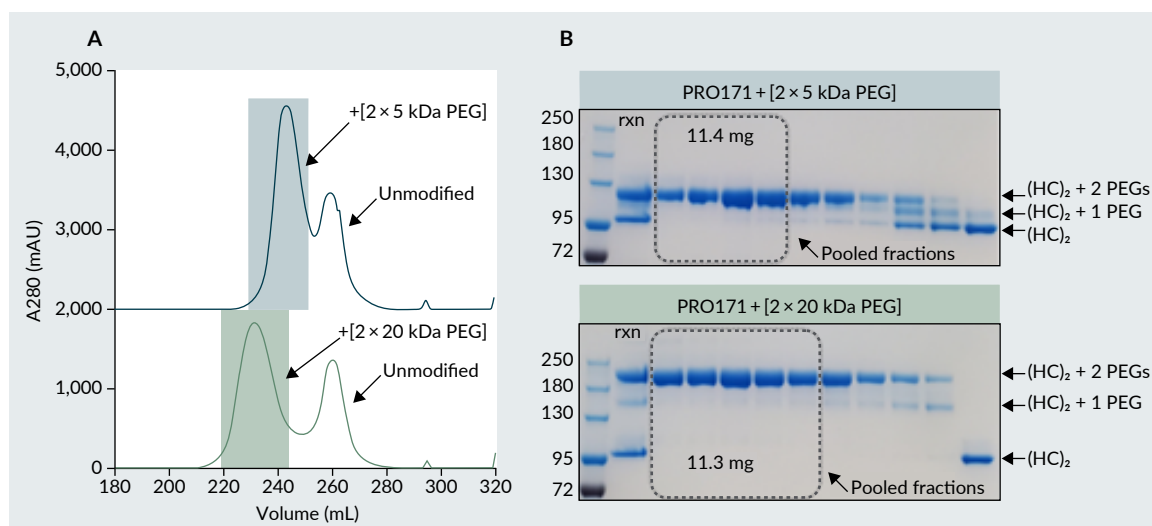 A
5,000
4,000
3,000
2,000
1,000
0
A280 (mAU)
180 200 220 240 260 280 300 320
Volume (mL)
+[2 × 5 kDa PEG]
Unmodified
+[2 × 20 kDa PEG]
Unmodified
B
PRO171 + [2 × 5 kDa PEG]
250
180
130
95
72
rxn
11.4 mg
Pooled fractions
(HC)₂ + 2 PEGs
(HC)₂ + 1 PEG
(HC)₂
PRO171 + [2 × 20 kDa PEG]
rxn
250
180
130
95
72
11.3 mg
Pooled fractions
(HC)₂ + 2 PEGs
(HC)₂ + 1 PEG
(HC)₂